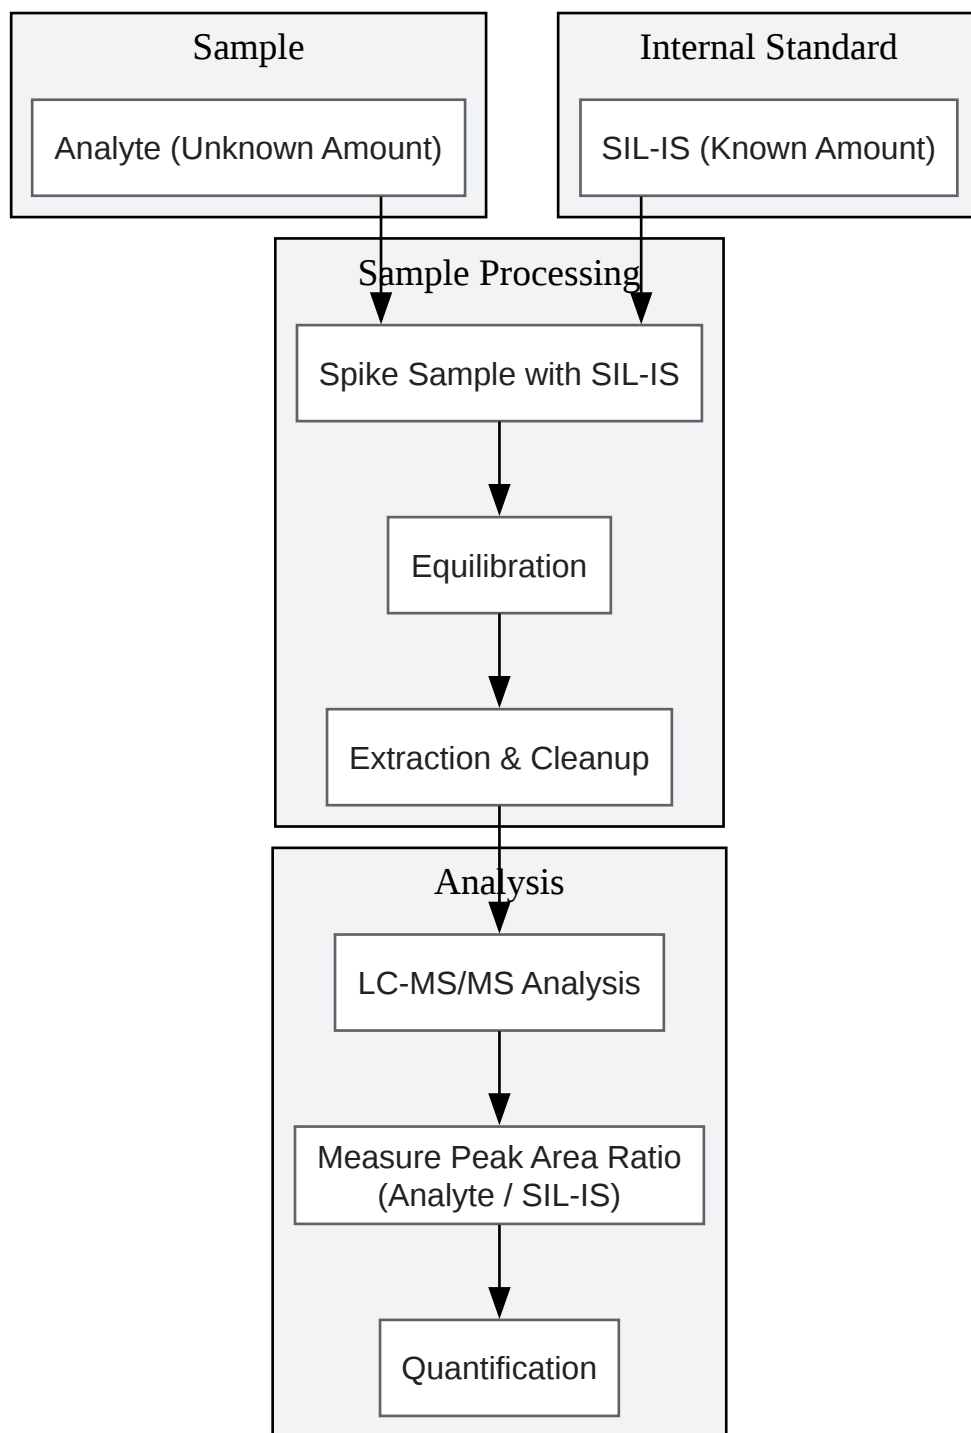 Sample
Internal Standard
Analyte (Unknown Amount)
SIL-IS (Known Amount)
Sample Processing
Spike Sample with SIL-IS
Equilibration
Extraction & Cleanup
Analysis
LC-MS/MS Analysis
Measure Peak Area Ratio
(Analyte / SIL-IS)
Quantification